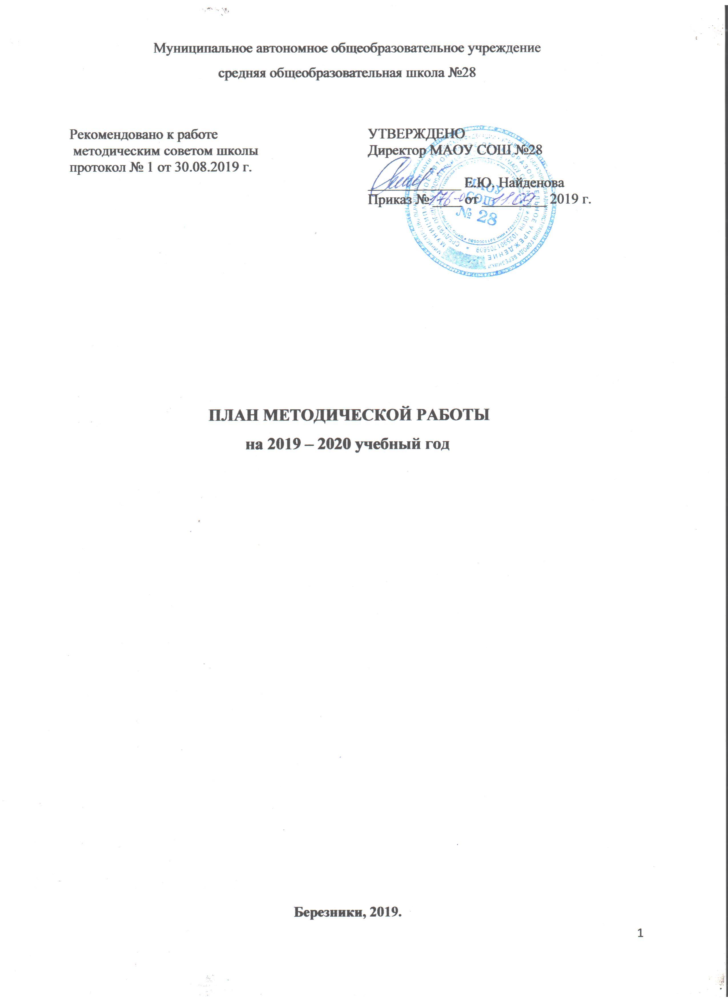 Муниципальное автономное общеобразовательное учреждение
средняя общеобразовательная школа №28
Рекомендовано к работе
методическим советом школы
протокол № 1 от 30.08.2019 г.
УТВЕРЖДЕНО
Директор МАОУ СОШ №28
Е.Ю. Найденова
Приказ № 176-о от 11.09 2019 г.
МАОУ
СОШ
№ 28
ПЛАН МЕТОДИЧЕСКОЙ РАБОТЫ
на 2019 – 2020 учебный год
Березники, 2019.
1